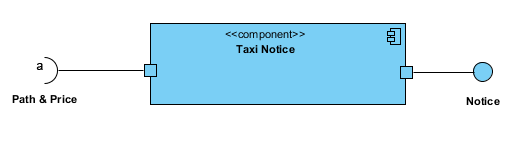 <<component>>
Taxi Notice
a
Path & Price
Notice